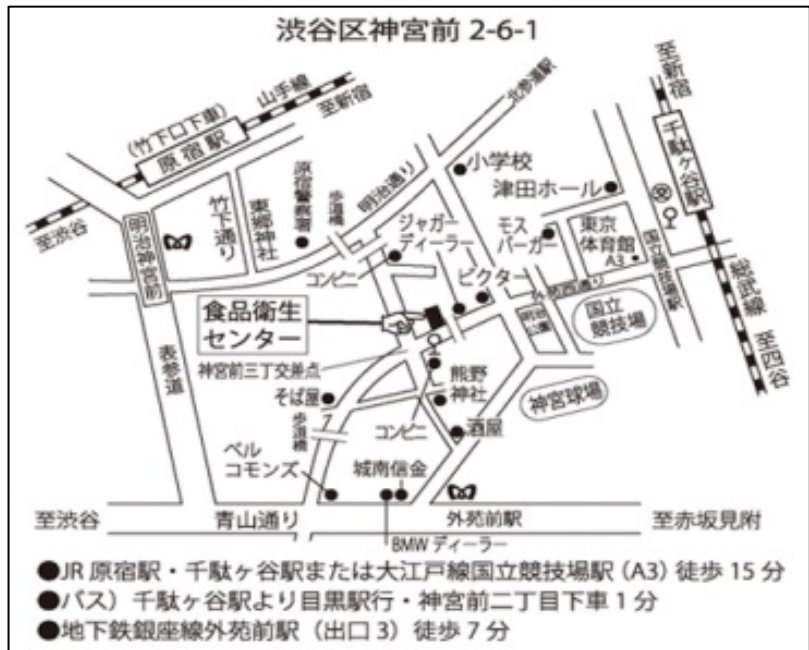 渋谷区神宮前 2-6-1
至新宿
千駄ヶ谷駅
総武線 至四谷
北参道駅
山手線
至新宿
(竹下口下車)
原宿駅
至渋谷
明治神宮前
竹下通り
東郷神社
原宿警察署
歩道橋
明治通り
小学校
津田ホール
ジャガー
ディーラー
モス
バーガー
東京
体育館
A3
国立競技場駅
コンビニ
ビクター
外苑西通り
明治
公園
国立
競技場
食品衛生
センター
表参道
神宮前三丁交差点
熊野
神社
神宮球場
そば屋
歩道橋
コンビニ
酒屋
ベル
コモンズ
城南信金
至渋谷
青山通り
外苑前駅
至赤坂見附
BMW ディーラー
●JR 原宿駅・千駄ヶ谷駅または大江戸線国立競技場駅 (A3) 徒歩 15 分
●バス）千駄ヶ谷駅より目黒駅行・神宮前二丁目下車 1 分
●地下鉄銀座線外苑前駅（出口 3）徒歩 7 分